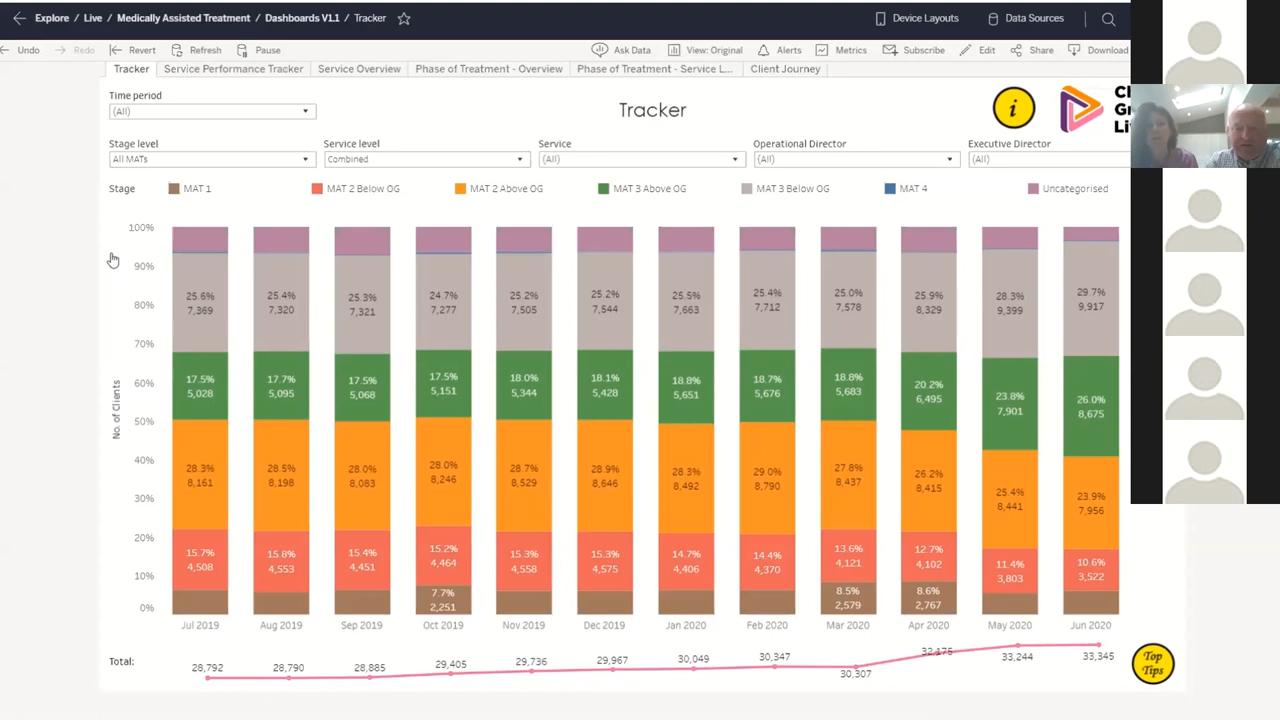 Explore / Live / Medically Assisted Treatment / Dashboards V1.1 / Tracker
Device Layouts Data Sources
Undo Redo Revert Refresh Pause Ask Data View: Original Alerts Metrics Subscribe Edit Share Download
Tracker Service Performance Tracker Service Overview Phase of Treatment - Overview Phase of Treatment - Service L... Client Journey
Time period
(All)
Tracker
i
Stage level Service level Service Operational Director Executive Director
All MATs Combined (All) (All) (All)
Stage MAT 1 MAT 2 Below OG MAT 2 Above OG MAT 3 Above OG MAT 3 Below OG MAT 4 Uncategorised
No. of Clients
100%
90%
80%
70%
60%
50%
40%
30%
20%
10%
0%
25.6% 25.4% 25.3% 24.7% 25.2% 25.2% 25.5% 25.4% 25.0% 25.9% 28.3% 29.7%
7,369 7,320 7,321 7,277 7,505 7,544 7,663 7,712 7,578 8,329 9,399 9,917
17.5% 17.7% 17.5% 17.5% 18.0% 18.1% 18.8% 18.7% 18.8% 20.2% 23.8% 26.0%
5,028 5,095 5,068 5,151 5,344 5,428 5,651 5,676 5,683 6,495 7,901 8,675
28.3% 28.5% 28.0% 28.0% 28.7% 28.9% 28.3% 29.0% 27.8% 26.2% 25.4% 23.9%
8,161 8,198 8,083 8,246 8,529 8,646 8,492 8,790 8,437 8,415 8,441 7,956
15.7% 15.8% 15.4% 15.2% 15.3% 15.3% 14.7% 14.4% 13.6% 12.7% 11.4% 10.6%
4,508 4,553 4,451 4,464 4,558 4,575 4,406 4,370 4,121 4,102 3,803 3,522
7.7% 8.5% 8.6%
2,251 2,579 2,767
Jul 2019 Aug 2019 Sep 2019 Oct 2019 Nov 2019 Dec 2019 Jan 2020 Feb 2020 Mar 2020 Apr 2020 May 2020 Jun 2020
Total:
28,792 28,790 28,885 29,405 29,736 29,967 30,049 30,347 30,307 32,175 33,244 33,345
Top
Tips